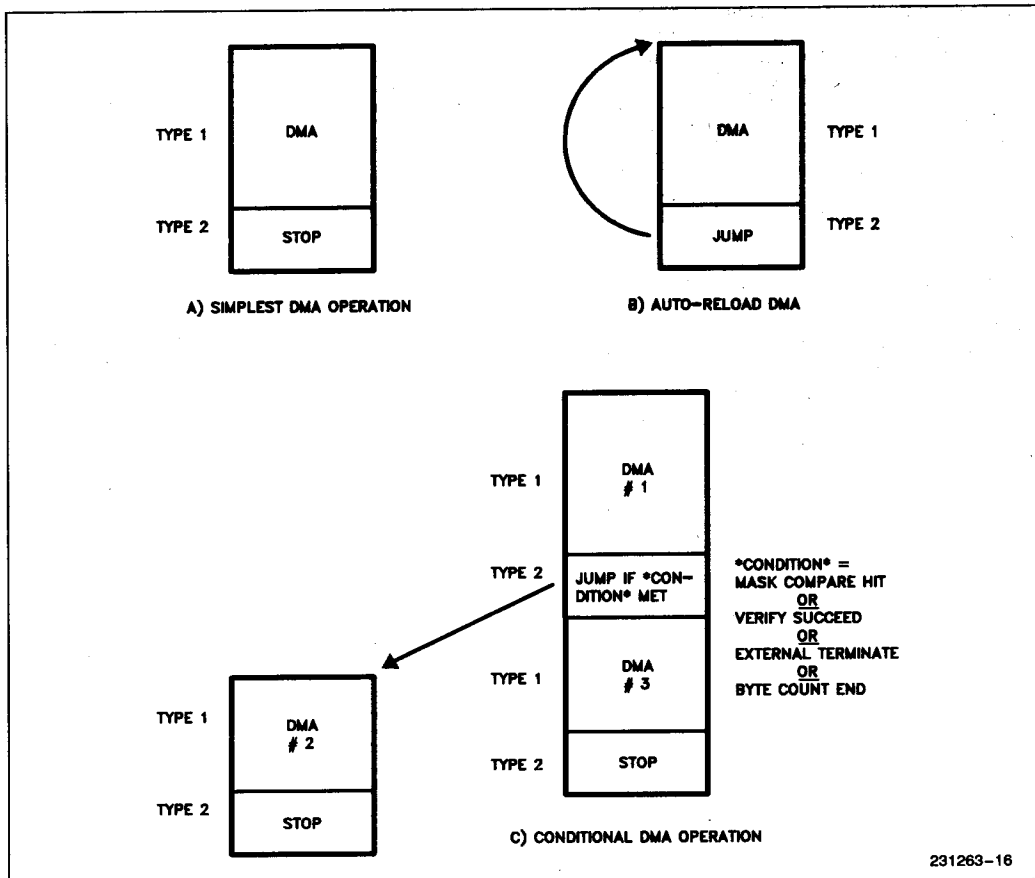 TYPE 1
DMA
TYPE 2
STOP
A) SIMPLEST DMA OPERATION
DMA
TYPE 1
JUMP
TYPE 2
B) AUTO-RELOAD DMA
TYPE 1
DMA
# 1
TYPE 2
JUMP IF *CON-
DITION* MET
*CONDITION* =
MASK COMPARE HIT
OR
VERIFY SUCCEED
OR
EXTERNAL TERMINATE
OR
BYTE COUNT END
TYPE 1
DMA
# 3
TYPE 2
STOP
TYPE 1
DMA
# 2
TYPE 2
STOP
C) CONDITIONAL DMA OPERATION
231263-16